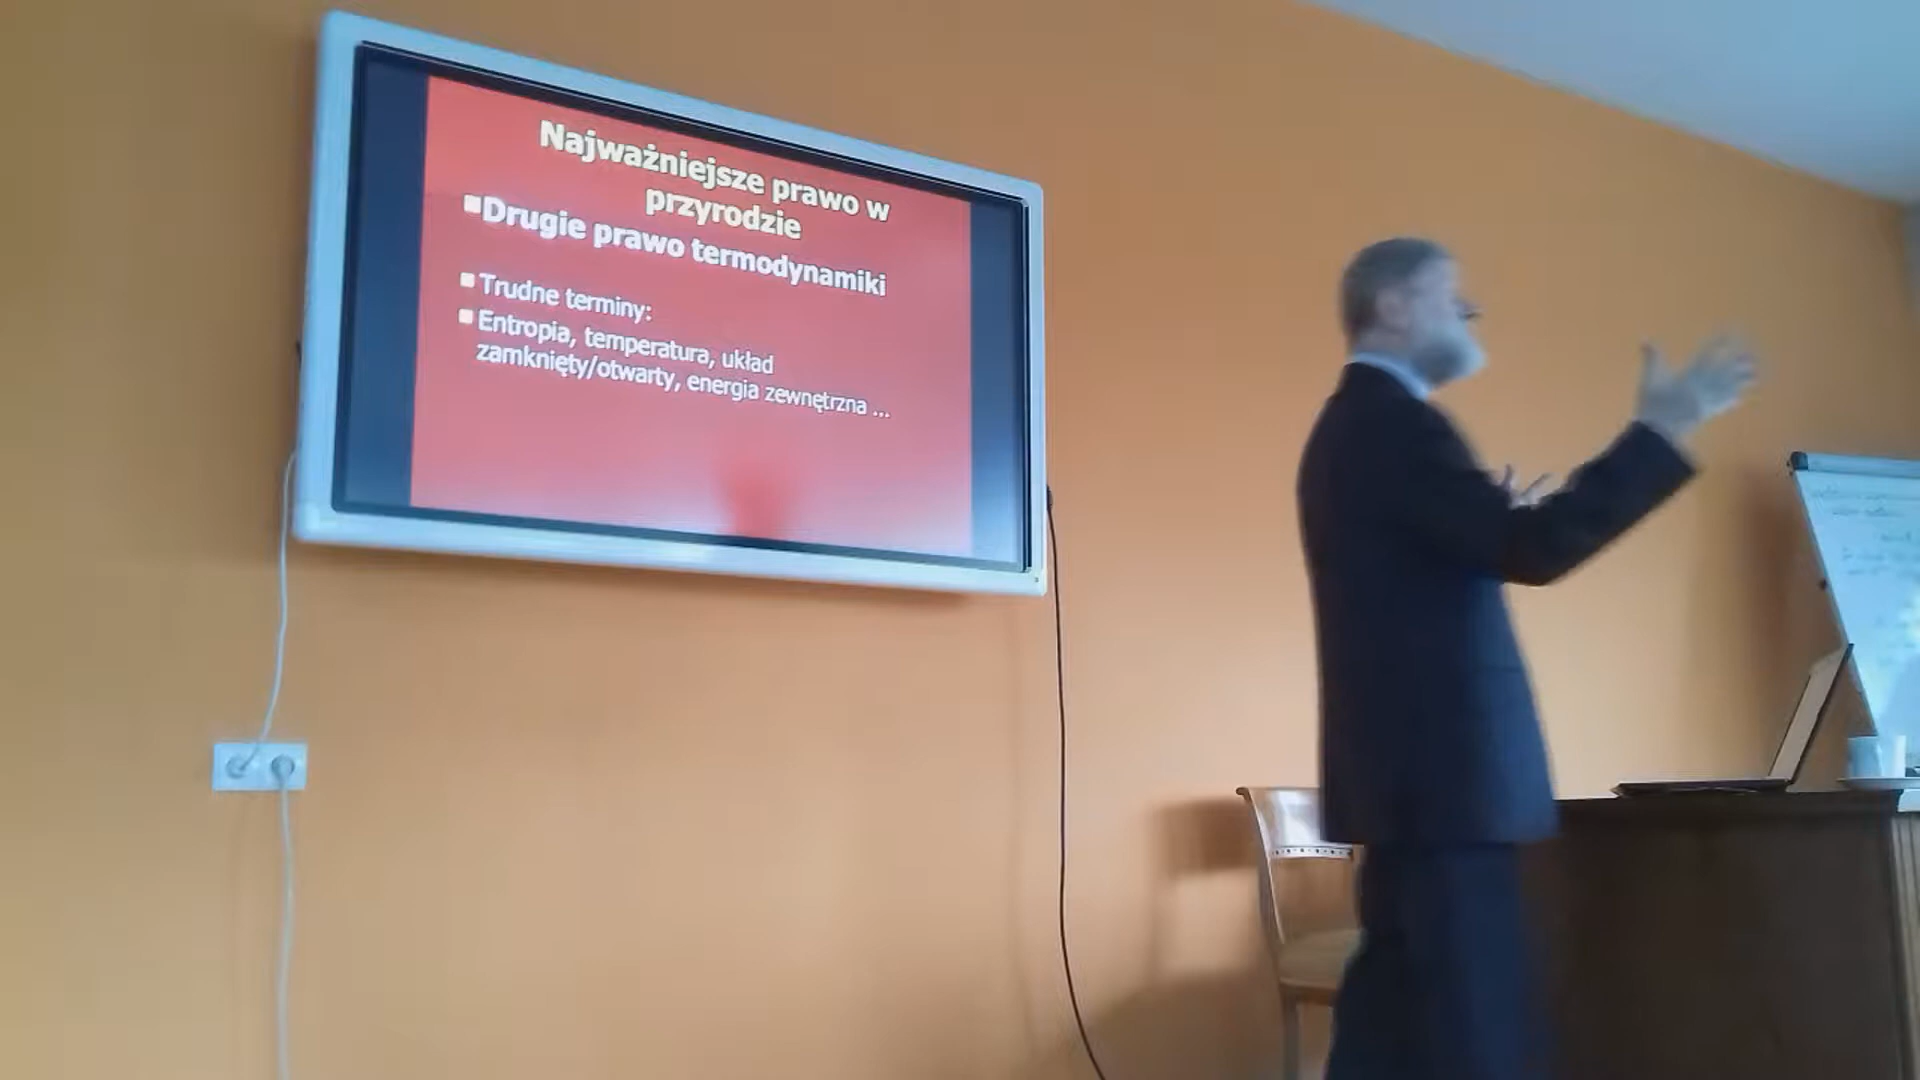 Najważniejsze prawo w
przyrodzie
Drugie prawo termodynamiki
Trudne terminy:
Entropia, temperatura, układ
zamknięty/otwarty, energia zewnętrzna ...